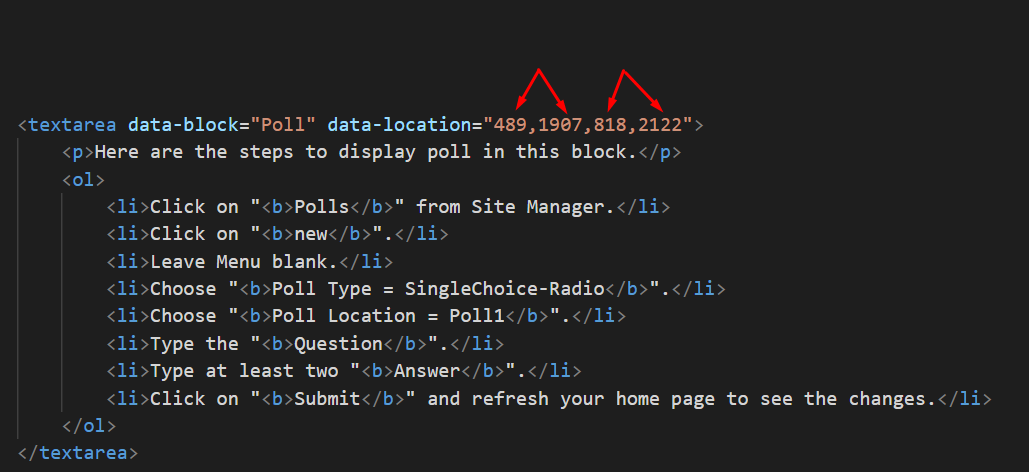 <textarea data-block="Poll" data-location="489,1907,818,2122">
<p>Here are the steps to display poll in this block.</p>
<ol>
<li>Click on "<b>Polls</b>" from Site Manager.</li>
<li>Click on "<b>new</b>".</li>
<li>Leave Menu blank.</li>
<li>Choose "<b>Poll Type = SingleChoice-Radio</b>".</li>
<li>Choose "<b>Poll Location = Poll1</b>".</li>
<li>Type the "<b>Question</b>".</li>
<li>Type at least two "<b>Answer</b>".</li>
<li>Click on "<b>Submit</b>" and refresh your home page to see the changes.</li>
</ol>
</textarea>